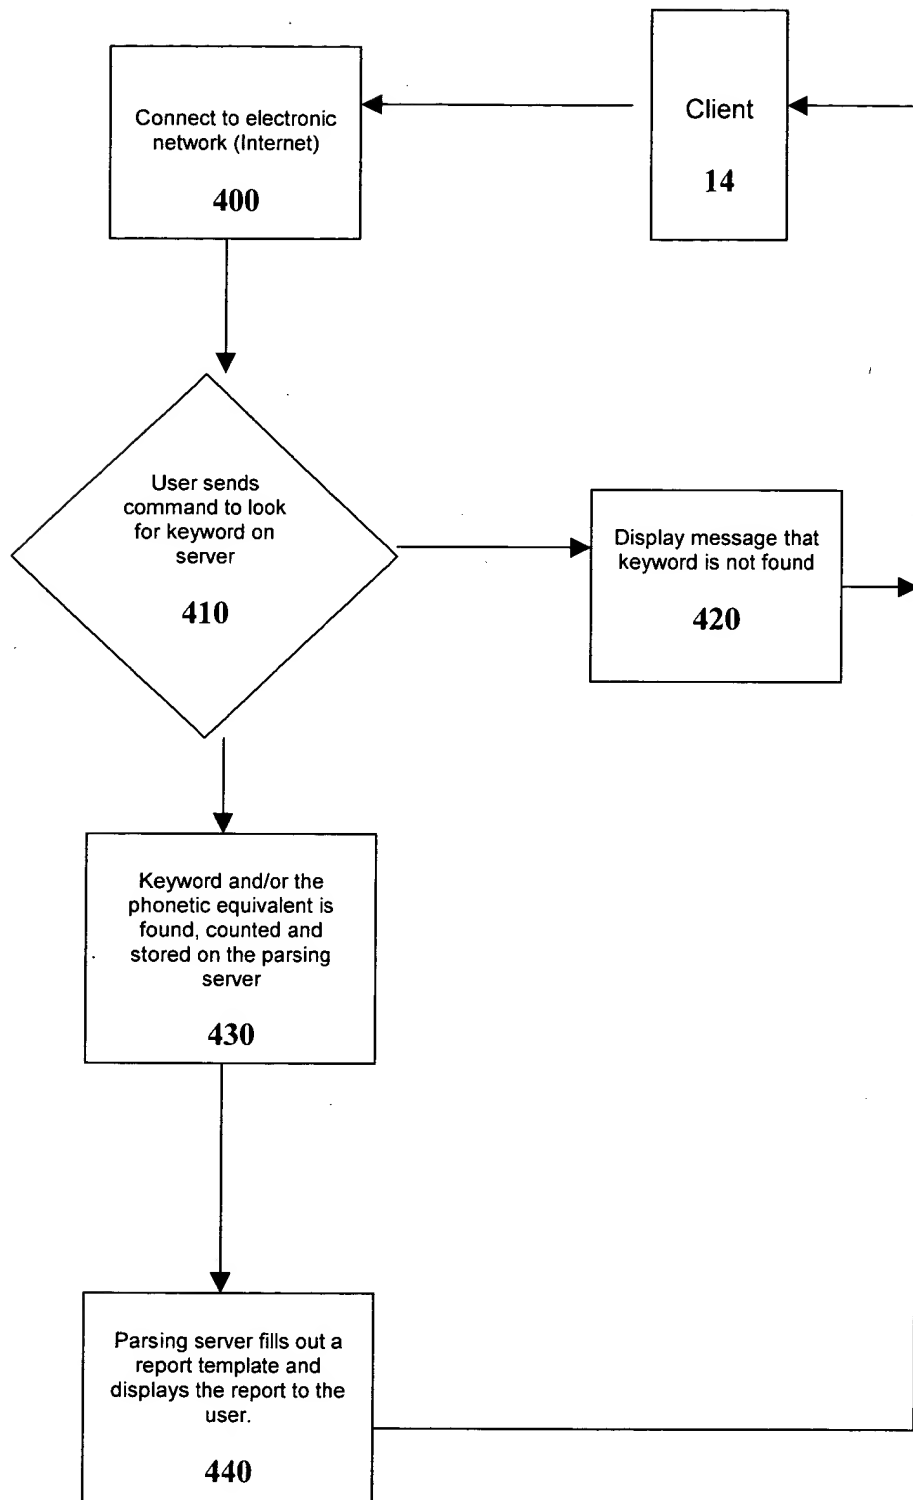 Connect to electronic
network (Internet)
400
Client
14
User sends
command to look
for keyword on
server
410
Display message that
keyword is not found
420
Keyword and/or the
phonetic equivalent is
found, counted and
stored on the parsing
server
430
Parsing server fills out a
report template and
displays the report to the
user.
440